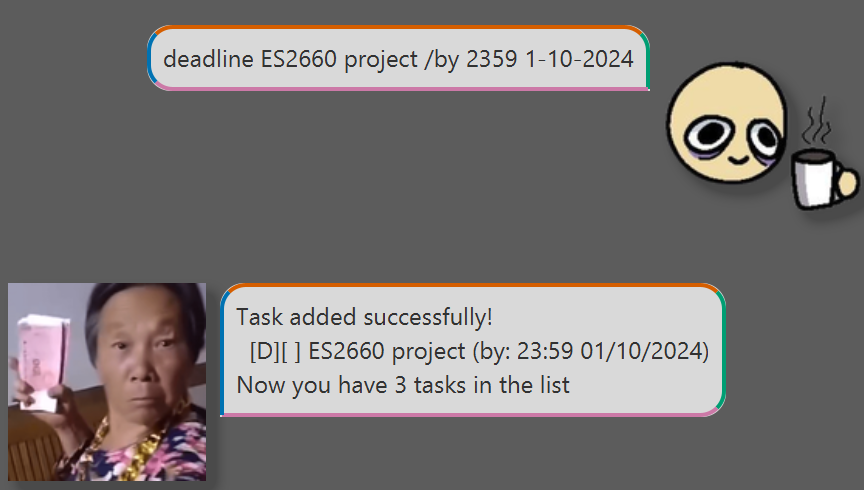 deadline ES2660 project /by 2359 1-10-2024
Task added successfully!
[D][ ] ES2660 project (by: 23:59 01/10/2024)
Now you have 3 tasks in the list